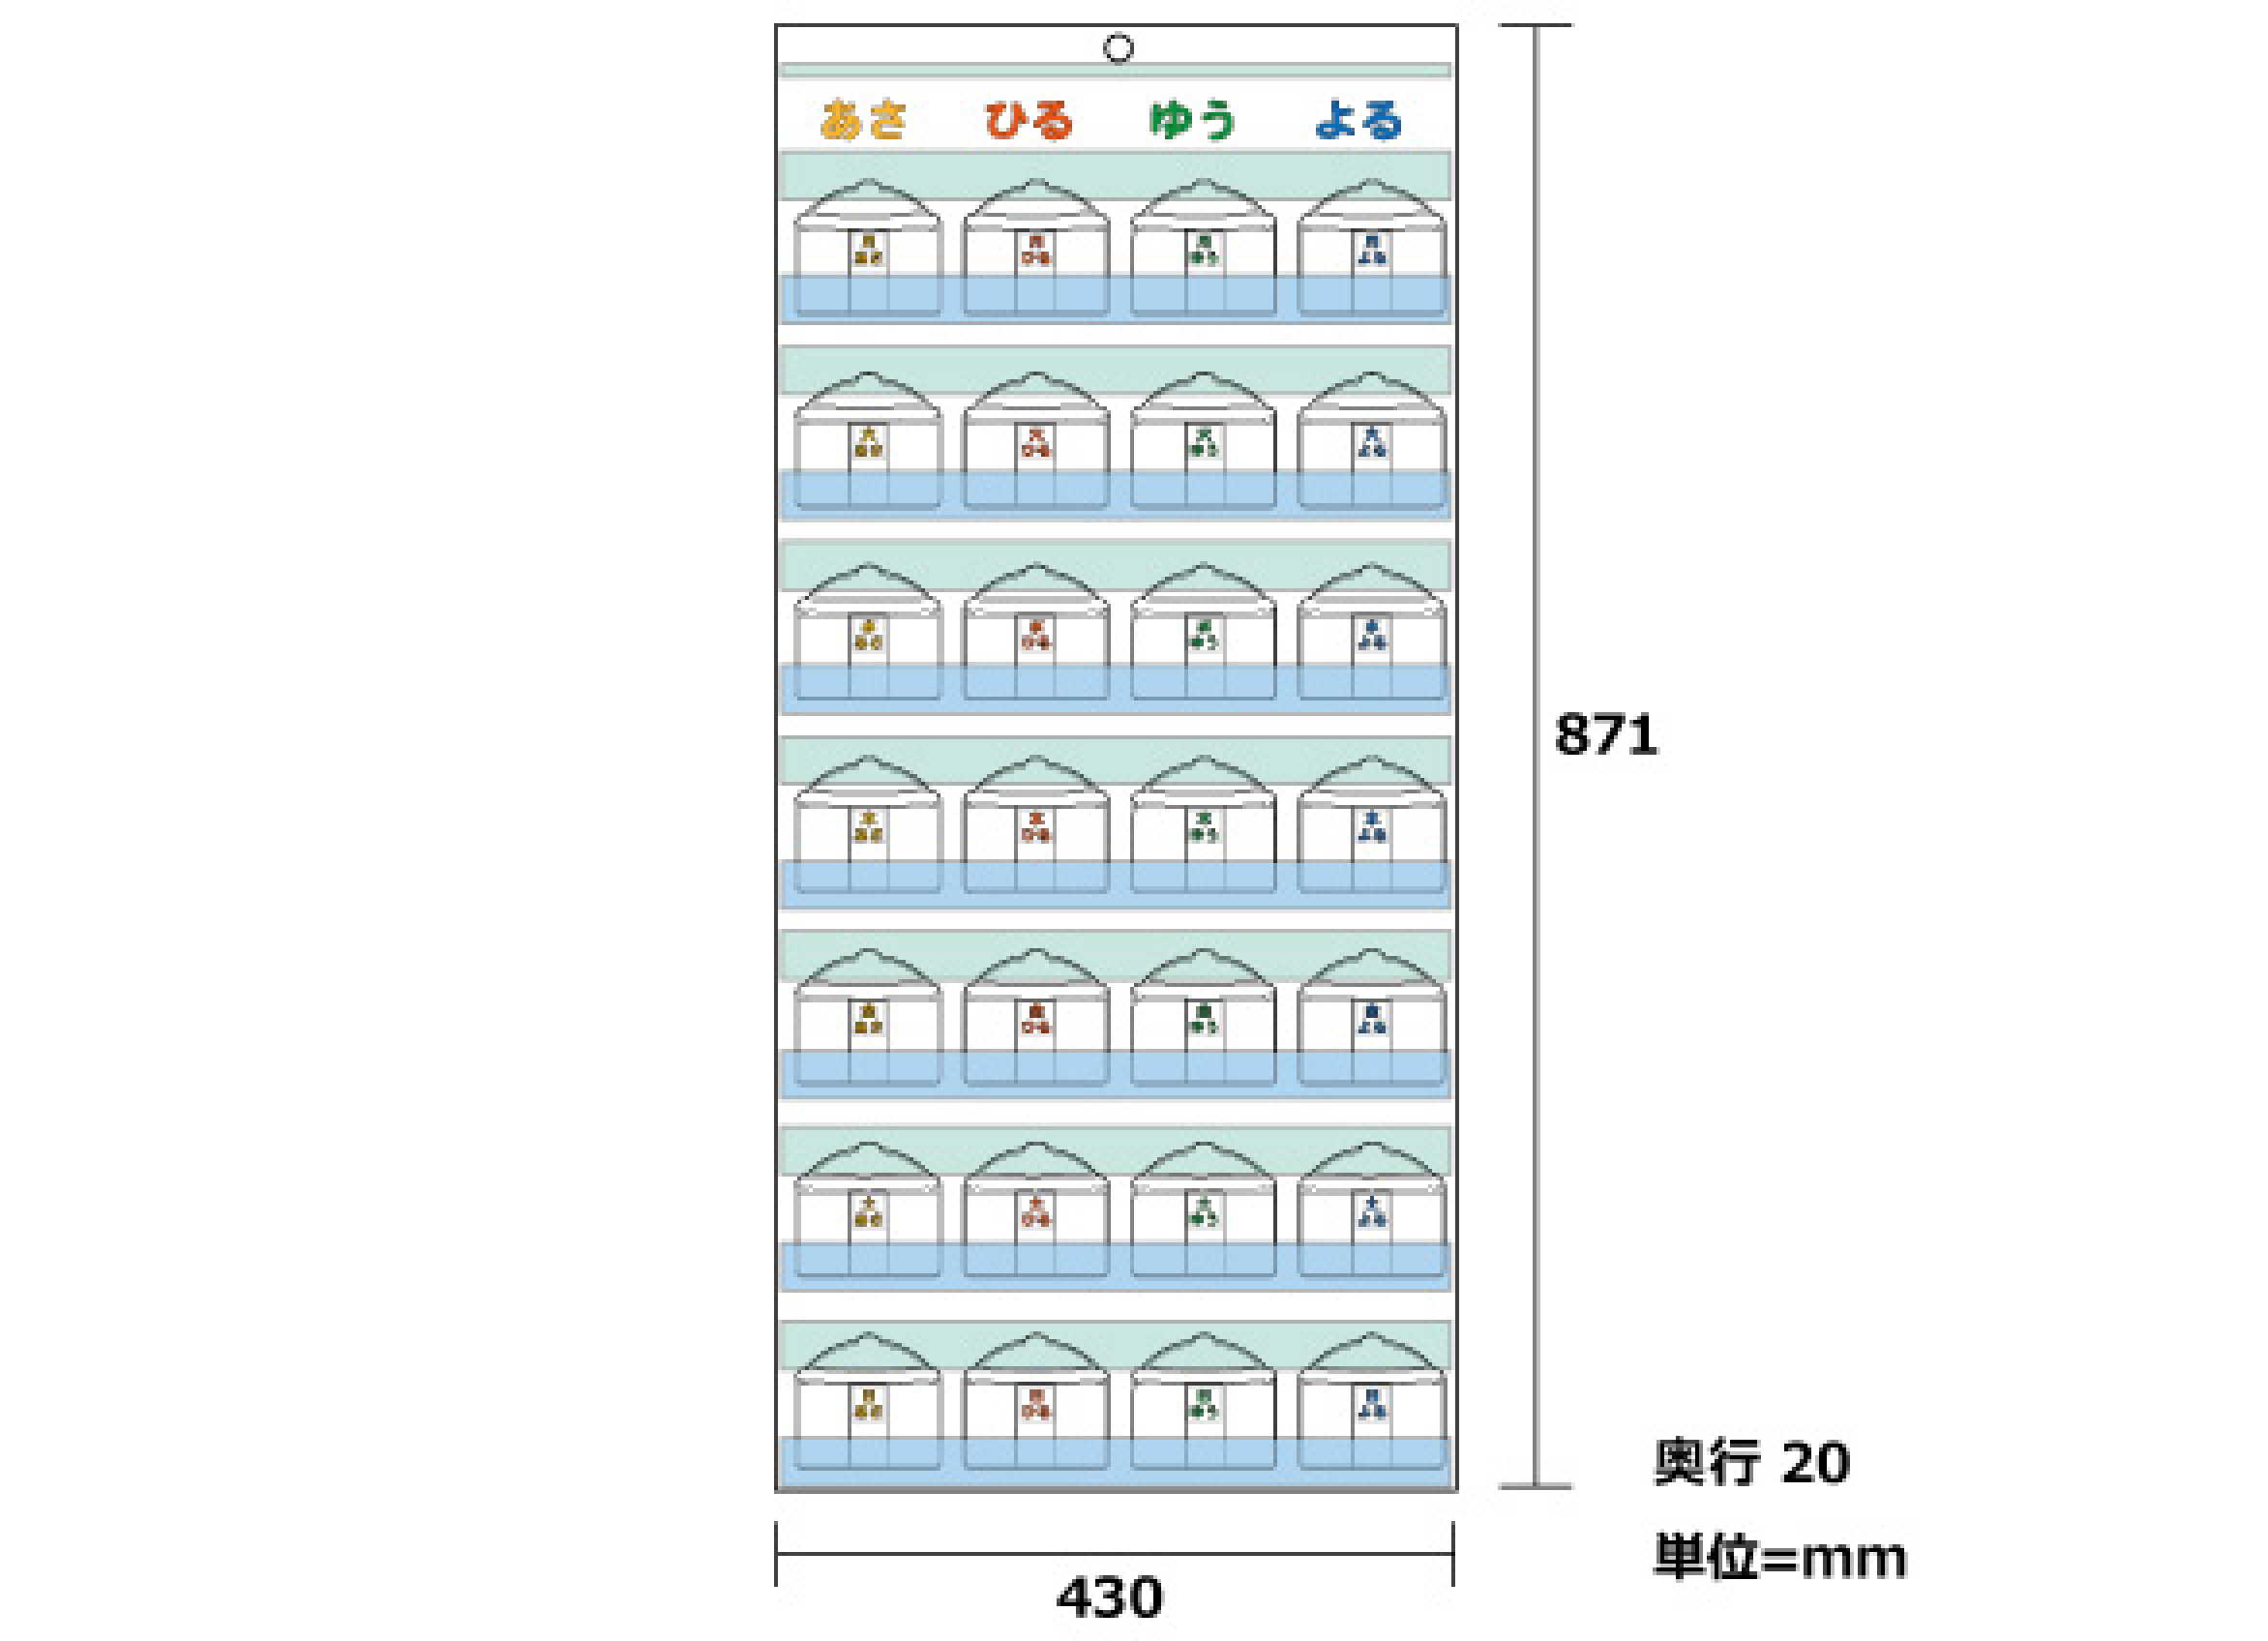 あさ ひる ゆう よる
月 あさ 月 ひる 月 ゆう 月 よる
火 あさ 火 ひる 火 ゆう 火 よる
水 あさ 水 ひる 水 ゆう 水 よる
木 あさ 木 ひる 木 ゆう 木 よる
金 あさ 金 ひる 金 ゆう 金 よる
土 あさ 土 ひる 土 ゆう 土 よる
日 あさ 日 ひる 日 ゆう 日 よる
871
奥行 20
単位=mm
430